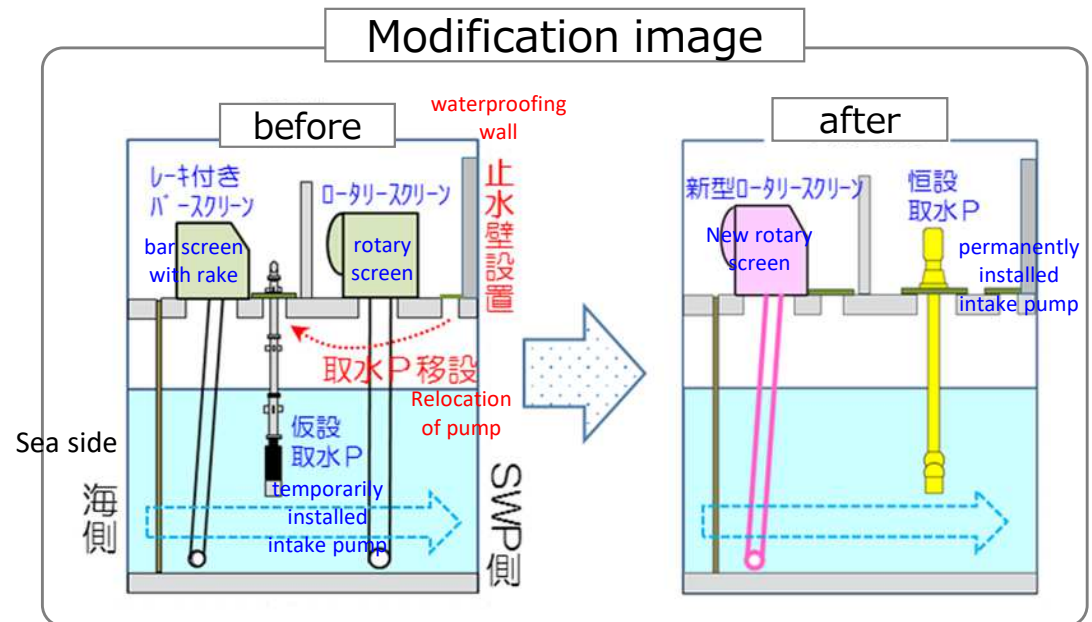 Modification image
before
waterproofing
wall
レーキ付き
バースクリーン
bar screen
with rake
ロータリースクリーン
rotary
screen
止水壁設置
取水P移設
Relocation
of pump
仮設
取水P
temporarily
installed
intake pump
Sea side
海側
SWP側
after
新型ロータリースクリーン
New rotary
screen
恒設
取水P
permanently
installed
intake pump